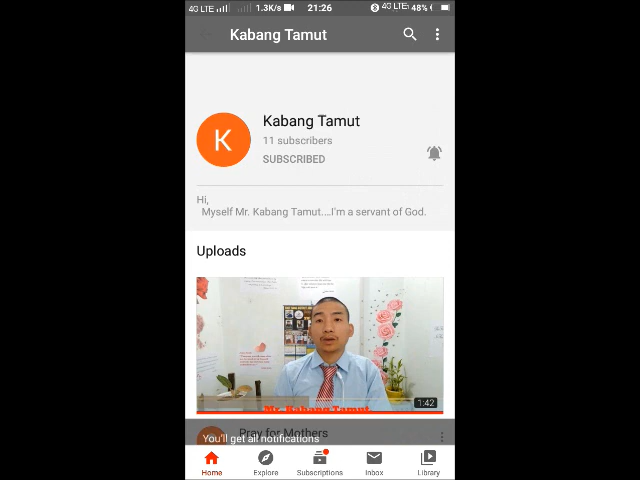 4G LTE 1.3K/s 21:26 4G LTE 48%
Kabang Tamut
K
Kabang Tamut
11 subscribers
SUBSCRIBED
Hi,
Myself Mr. Kabang Tamut....I'm a servant of God.
Uploads
Mr. Kabang Tamut
1:42
Pray for Mothers
You'll get all notifications
Home Explore Subscriptions Inbox Library